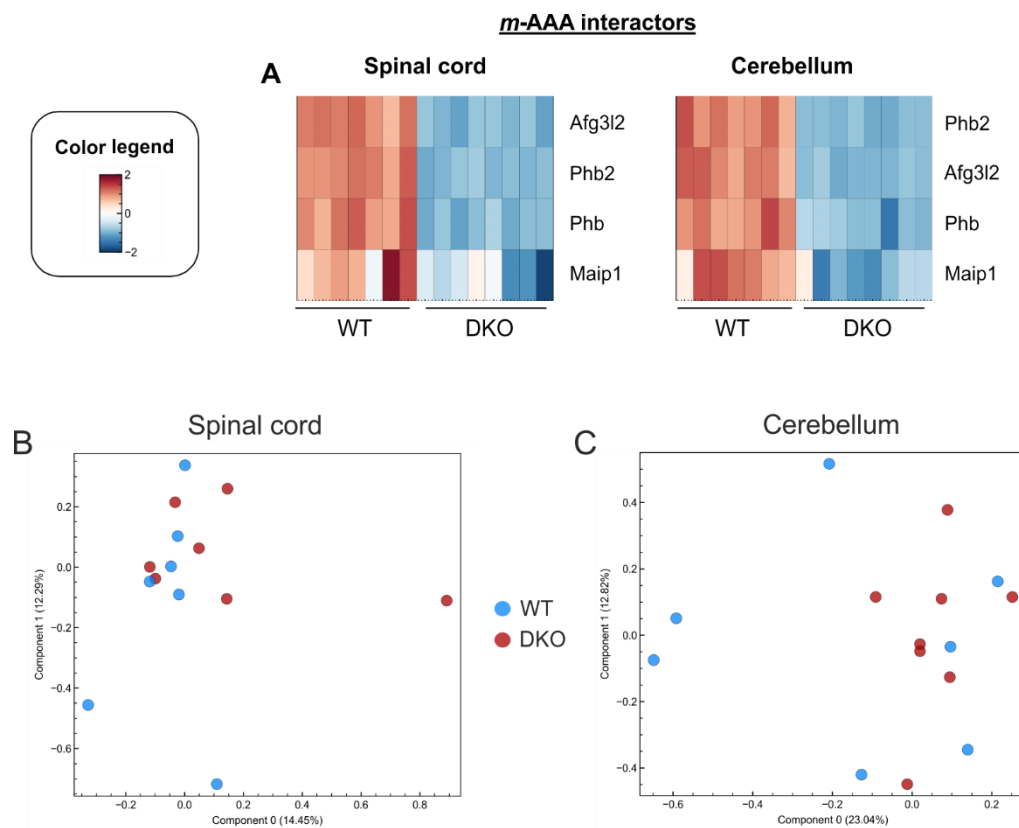 m-AAA interactors
A
Spinal cord
Cerebellum
Color legend
2
0
−2
Afg3l2
Phb2
Phb
Maip1
Phb2
Afg3l2
Phb
Maip1
WT
DKO
WT
DKO
B
Spinal cord
C
Cerebellum
0.2
0.0
−0.2
−0.4
−0.6
Component 1 (12.29%)
−0.2
0.0
0.2
0.4
0.6
0.8
Component 0 (14.45%)
WT
DKO
0.4
0.2
0.0
−0.2
−0.4
Component 1 (12.82%)
−0.6
−0.4
−0.2
0.0
0.2
Component 0 (23.04%)